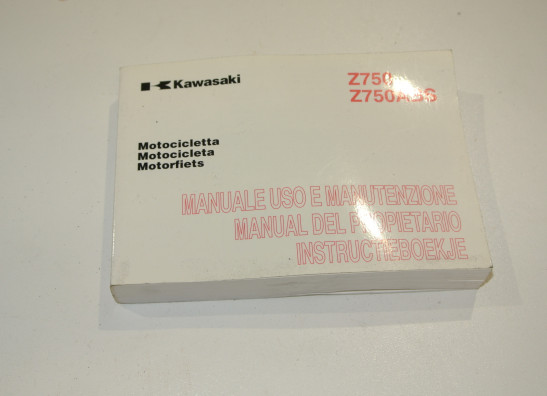 Kawasaki
Z750
Z750ABS
Motocicletta
Motocicleta
Motorfiets
MANUALE USO E MANUTENZIONE
MANUAL DEL PROPIETARIO
INSTRUCTIEBOEKJE